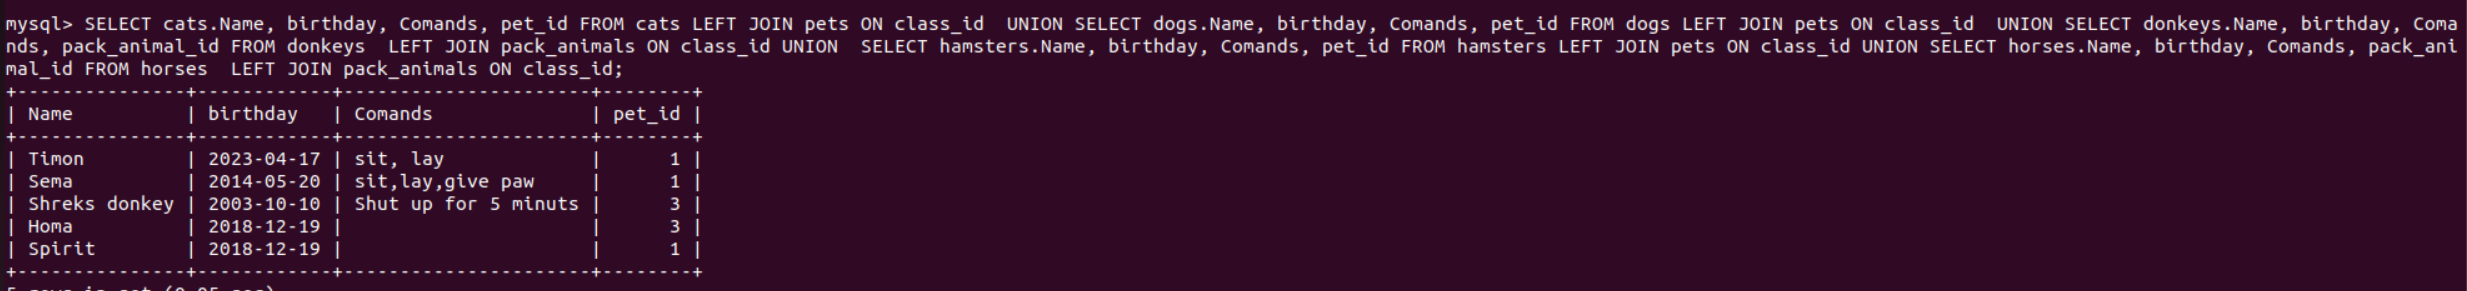 mysql> SELECT cats.Name, birthday, Comands, pet_id FROM cats LEFT JOIN pets ON class_id  UNION SELECT dogs.Name, birthday, Comands, pet_id FROM dogs LEFT JOIN pets ON class_id  UNION SELECT donkeys.Name, birthday, Coma
nds, pack_animal_id FROM donkeys  LEFT JOIN pack_animals ON class_id UNION  SELECT hamsters.Name, birthday, Comands, pet_id FROM hamsters LEFT JOIN pets ON class_id UNION SELECT horses.Name, birthday, Comands, pack_ani
mal_id FROM horses  LEFT JOIN pack_animals ON class_id;
+---------------+------------+----------------------+--------+
| Name          | birthday   | Comands              | pet_id |
+---------------+------------+----------------------+--------+
| Timon         | 2023-04-17 | sit, lay             |      1 |
| Sema          | 2014-05-20 | sit,lay,give paw     |      1 |
| Shreks donkey | 2003-10-10 | Shut up for 5 minuts |      3 |
| Homa          | 2018-12-19 |                      |      3 |
| Spirit        | 2018-12-19 |                      |      1 |
+---------------+------------+----------------------+--------+